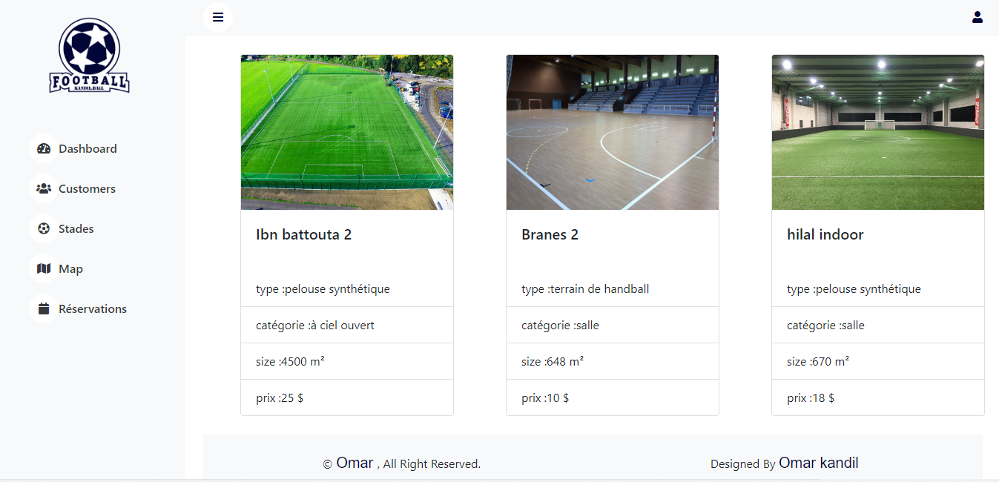 FOOTBALL
KANDIL.BALL
Dashboard
Customers
Stades
Map
Réservations
Ibn battouta 2
type :pelouse synthétique
catégorie :à ciel ouvert
size :4500 m²
prix :25 $
Branes 2
type :terrain de handball
catégorie :salle
size :648 m²
prix :10 $
hilal indoor
type :pelouse synthétique
catégorie :salle
size :670 m²
prix :18 $
© Omar , All Right Reserved.
Designed By Omar kandil